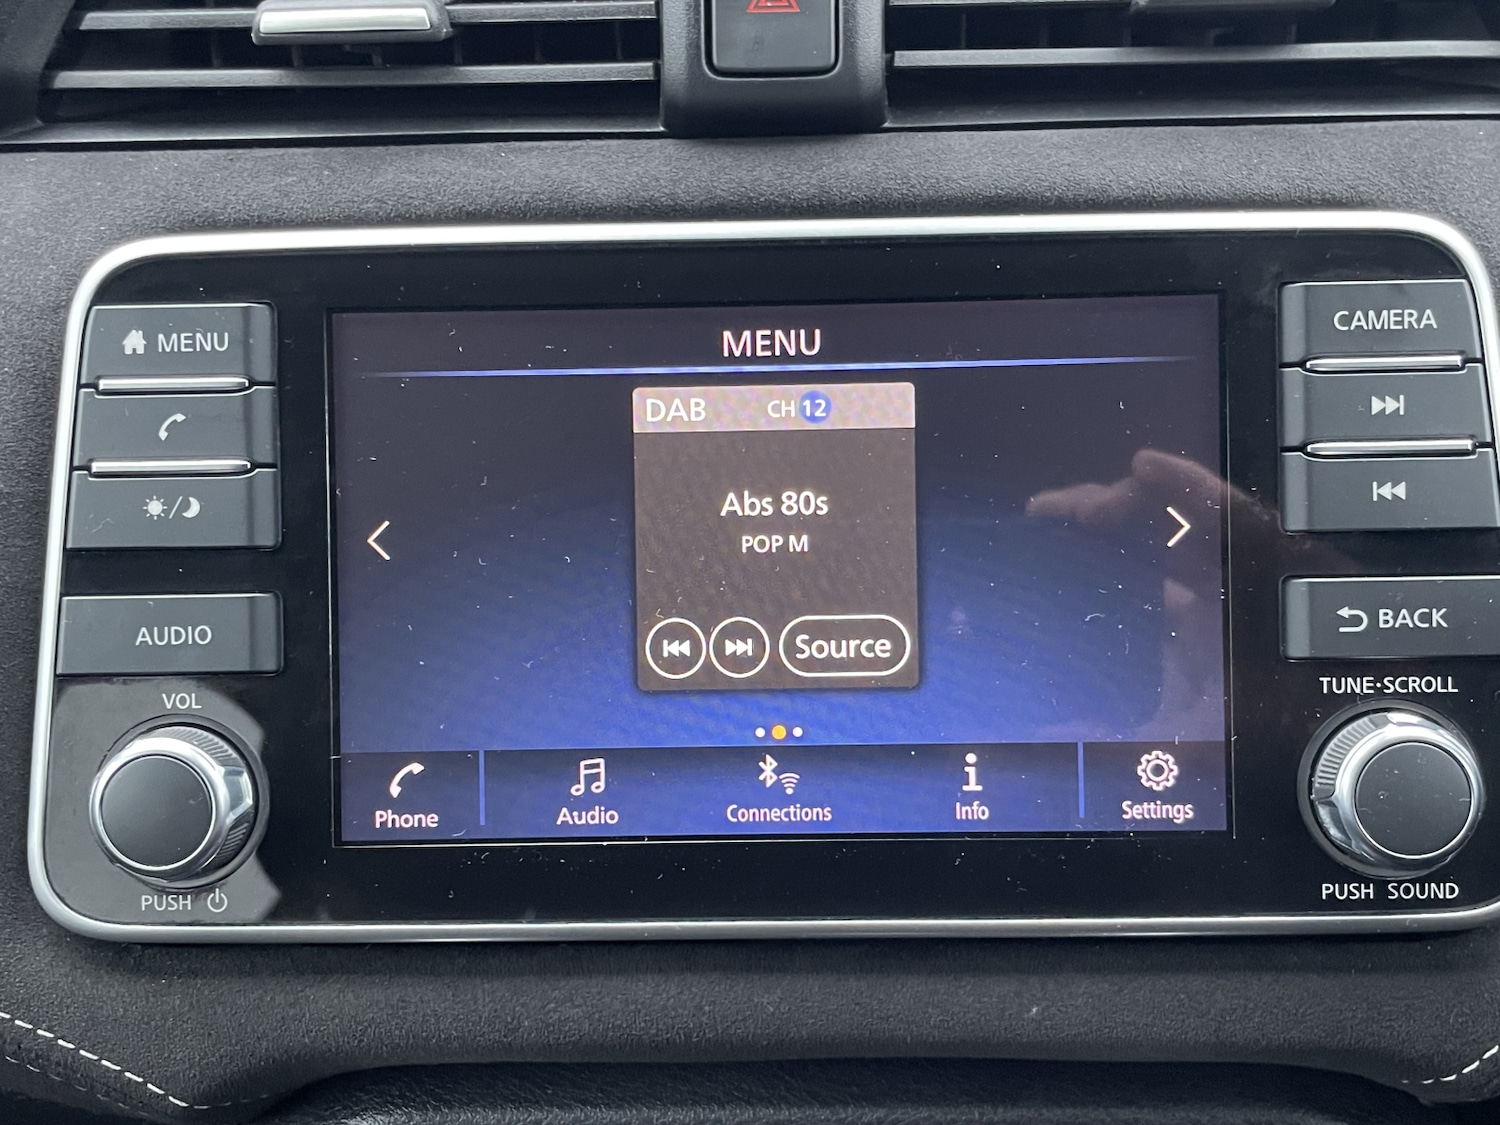 MENU
AUDIO
VOL
PUSH
MENU
DAB CH 12
Abs 80s
POP M
Source
Phone
Audio
Connections
Info
Settings
CAMERA
BACK
TUNE·SCROLL
PUSH SOUND